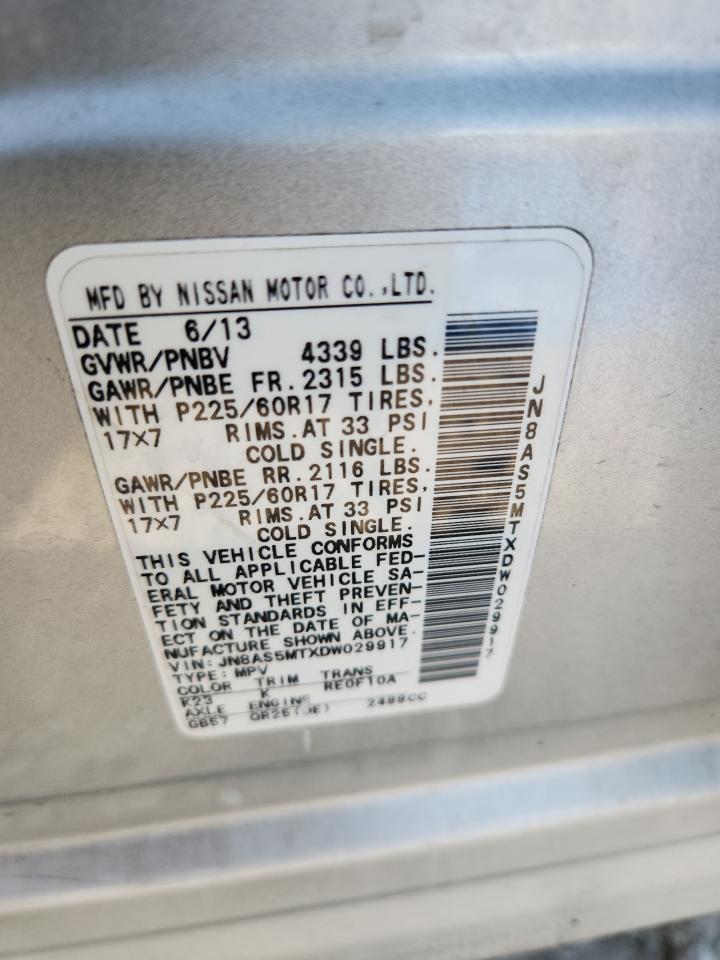 MFD BY NISSAN MOTOR CO.,LTD.
DATE 6/13
GVWR/PNBV 4339 LBS.
GAWR/PNBE FR.2315 LBS.
WITH P225/60R17 TIRES,
17×7 RIMS.AT 33 PSI
COLD SINGLE.
GAWR/PNBE RR.2116 LBS.
WITH P225/60R17 TIRES,
17×7 RIMS.AT 33 PSI
COLD SINGLE.
THIS VEHICLE CONFORMS
TO ALL APPLICABLE FED-
ERAL MOTOR VEHICLE SA-
FETY AND THEFT PREVEN-
TION STANDARDS IN EFF-
ECT ON THE DATE OF MA-
NUFACTURE SHOWN ABOVE.
VIN: JN8AS5MTXDW029917
TYPE: MPV
COLOR TRIM TRANS
K23 K RE0F10A
AXLE ENGINE
GB57 QR25(DE) 2488CC
JN8AS5MTXDW029917